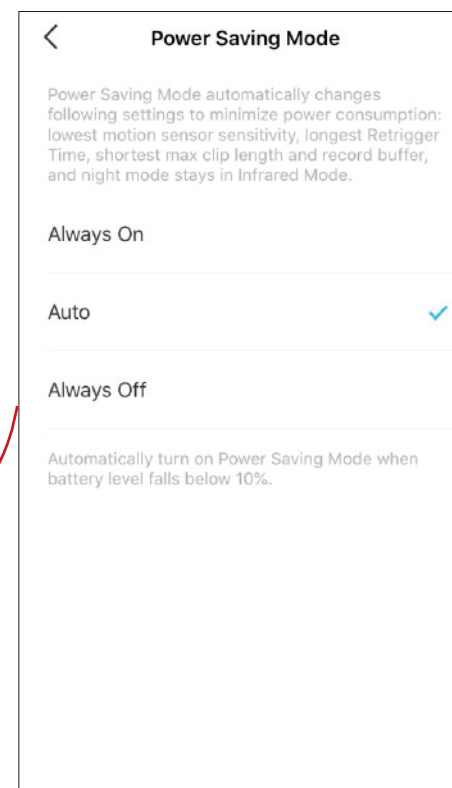 Power Saving Mode
Power Saving Mode automatically changes
following settings to minimize power consumption:
lowest motion sensor sensitivity, longest Retrigger
Time, shortest max clip length and record buffer,
and night mode stays in Infrared Mode.
Always On
Auto
Always Off
Automatically turn on Power Saving Mode when
battery level falls below 10%.